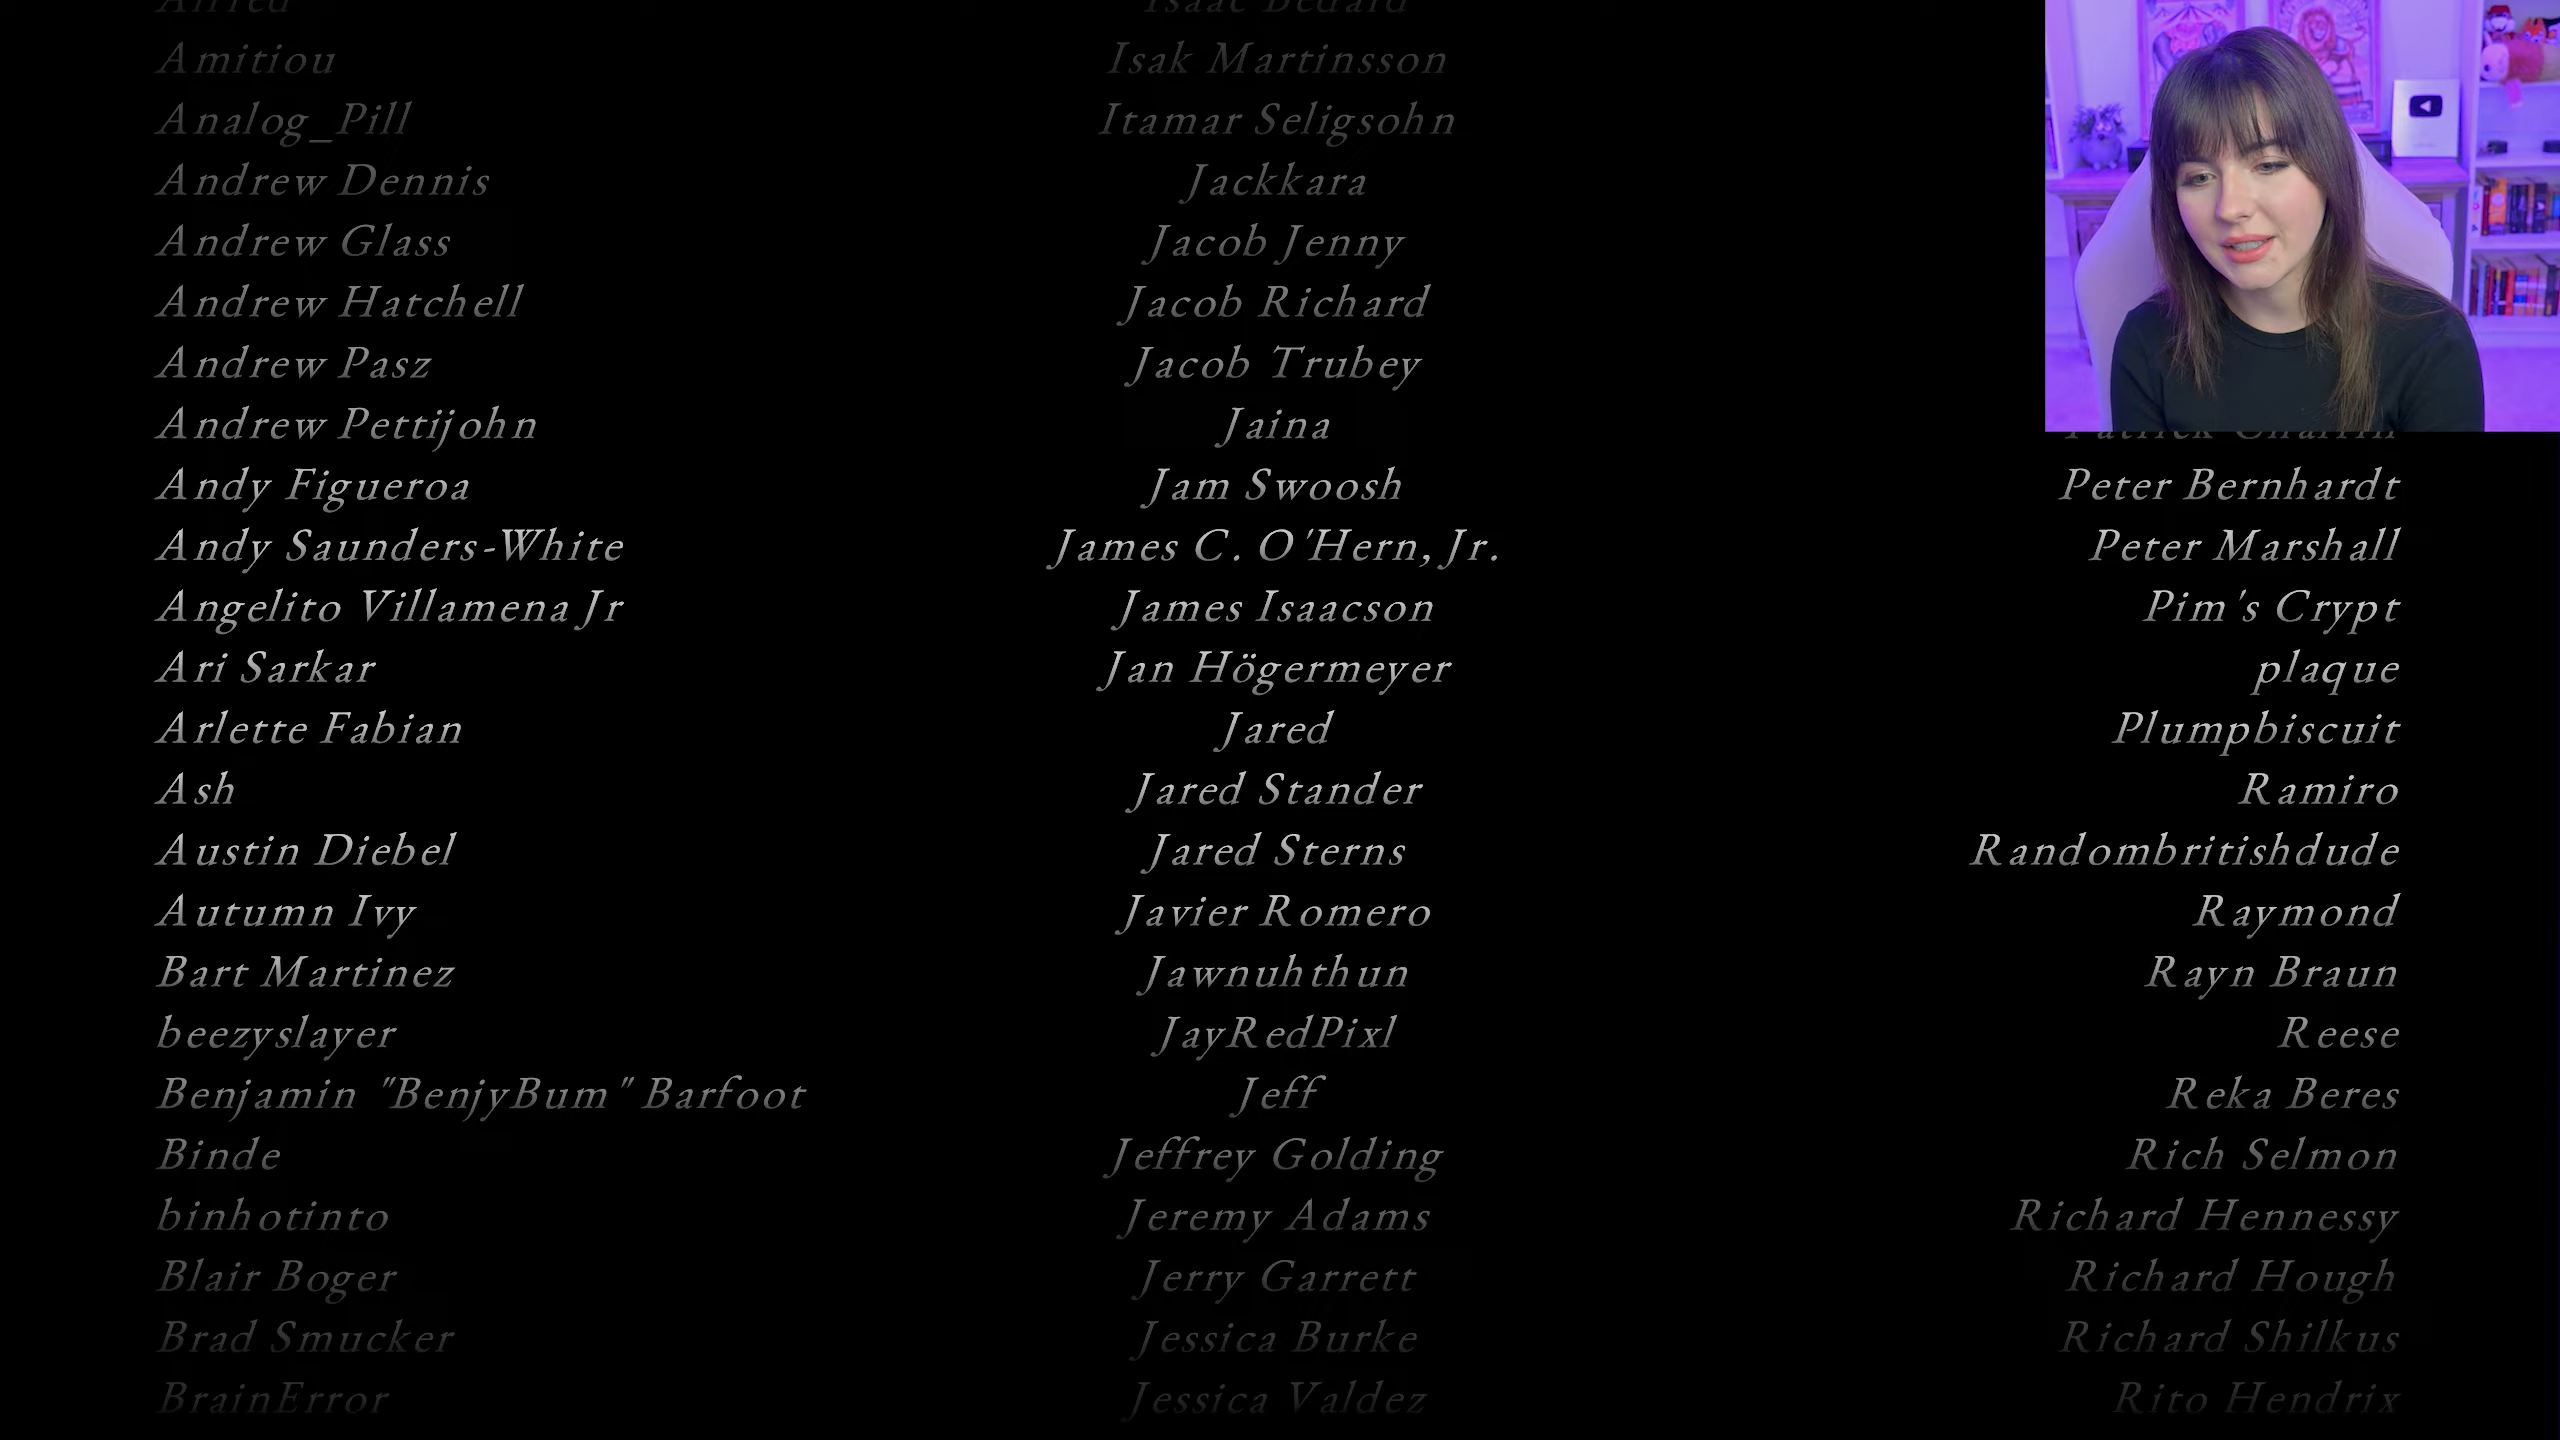 Alfred
Amitiou
Analog_Pill
Andrew Dennis
Andrew Glass
Andrew Hatchell
Andrew Pasz
Andrew Pettijohn
Andy Figueroa
Andy Saunders-White
Angelito Villamena Jr
Ari Sarkar
Arlette Fabian
Ash
Austin Diebel
Autumn Ivy
Bart Martinez
beezyslayer
Benjamin "BenjyBum" Barfoot
Binde
binhotinto
Blair Boger
Brad Smucker
BrainError
Isaac Bedard
Isak Martinsson
Itamar Seligsohn
Jackkara
Jacob Jenny
Jacob Richard
Jacob Trubey
Jaina
Jam Swoosh
James C. O'Hern, Jr.
James Isaacson
Jan Högermeyer
Jared
Jared Stander
Jared Sterns
Javier Romero
Jawnuhthun
JayRedPixl
Jeff
Jeffrey Golding
Jeremy Adams
Jerry Garrett
Jessica Burke
Jessica Valdez
Patrick
Peter Bernhardt
Peter Marshall
Pim's Crypt
plaque
Plumpbiscuit
Ramiro
Randombritishdude
Raymond
Rayn Braun
Reese
Reka Beres
Rich Selmon
Richard Hennessy
Richard Hough
Richard Shilkus
Rito Hendrix